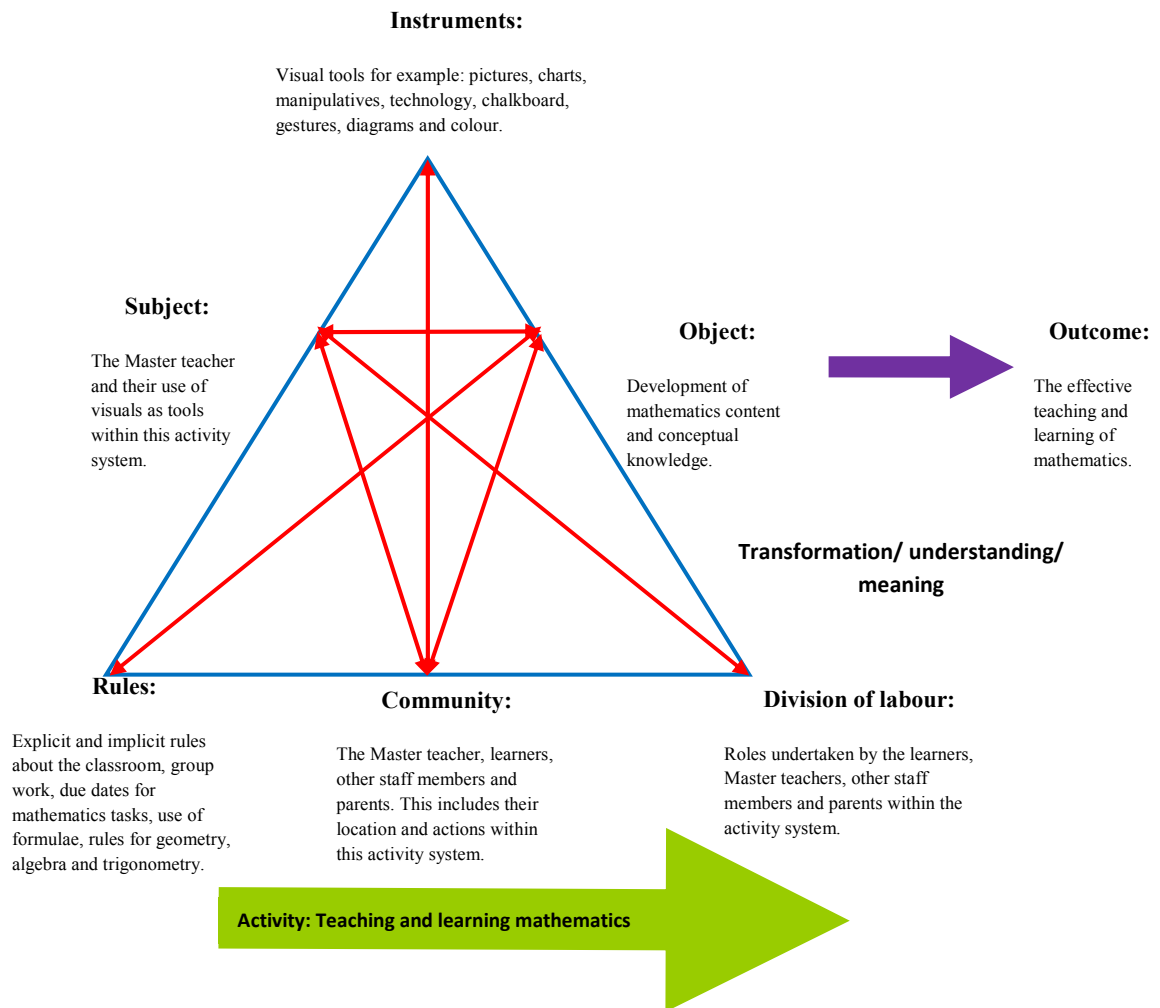 Instruments:
Visual tools for example: pictures, charts,
manipulatives, technology, chalkboard,
gestures, diagrams and colour.
Subject:
The Master teacher
and their use of
visuals as tools
within this activity
system.
Object:
Development of
mathematics content
and conceptual
knowledge.
Outcome:
The effective
teaching and
learning of
mathematics.
Transformation/ understanding/
meaning
Rules:
Explicit and implicit rules
about the classroom, group
work, due dates for
mathematics tasks, use of
formulae, rules for geometry,
algebra and trigonometry.
Community:
The Master teacher, learners,
other staff members and
parents. This includes their
location and actions within
this activity system.
Division of labour:
Roles undertaken by the learners,
Master teachers, other staff
members and parents within the
activity system.
Activity: Teaching and learning mathematics